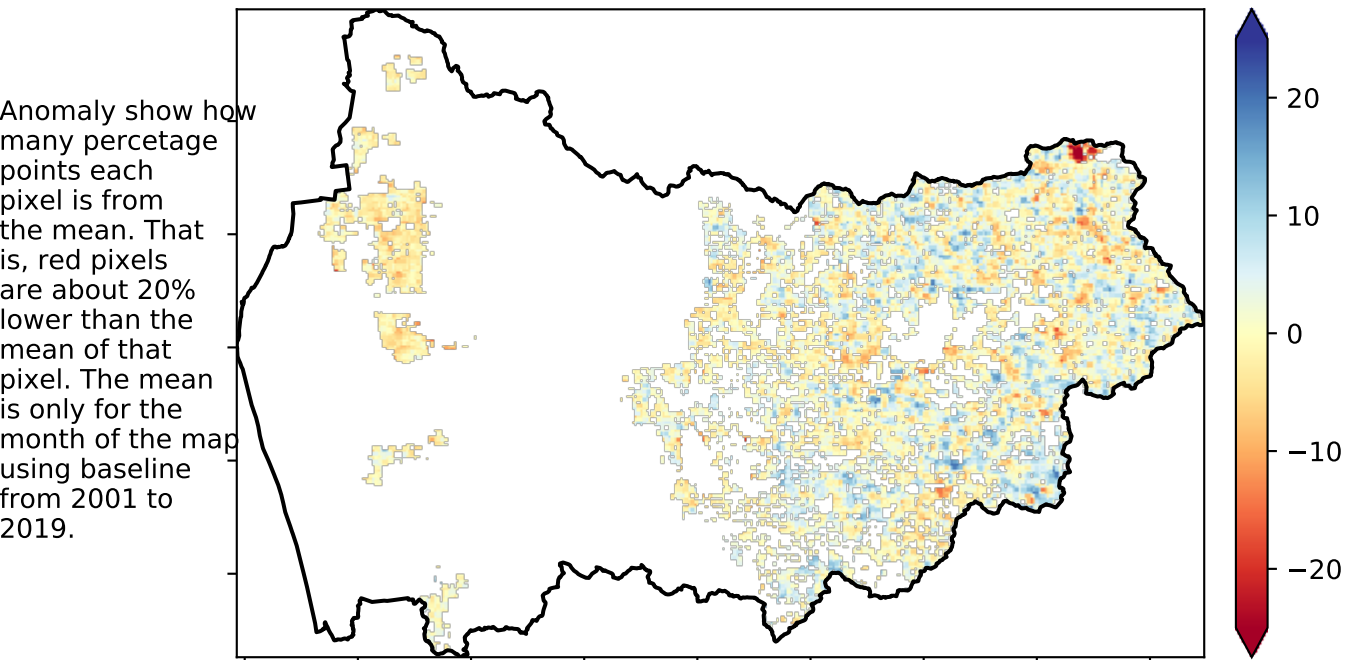 Anomaly show how
many percetage
points each
pixel is from
the mean. That
is, red pixels
are about 20%
lower than the
mean of that
pixel. The mean
is only for the
month of the map
using baseline
from 2001 to
2019.
20
10
0
−10
−20